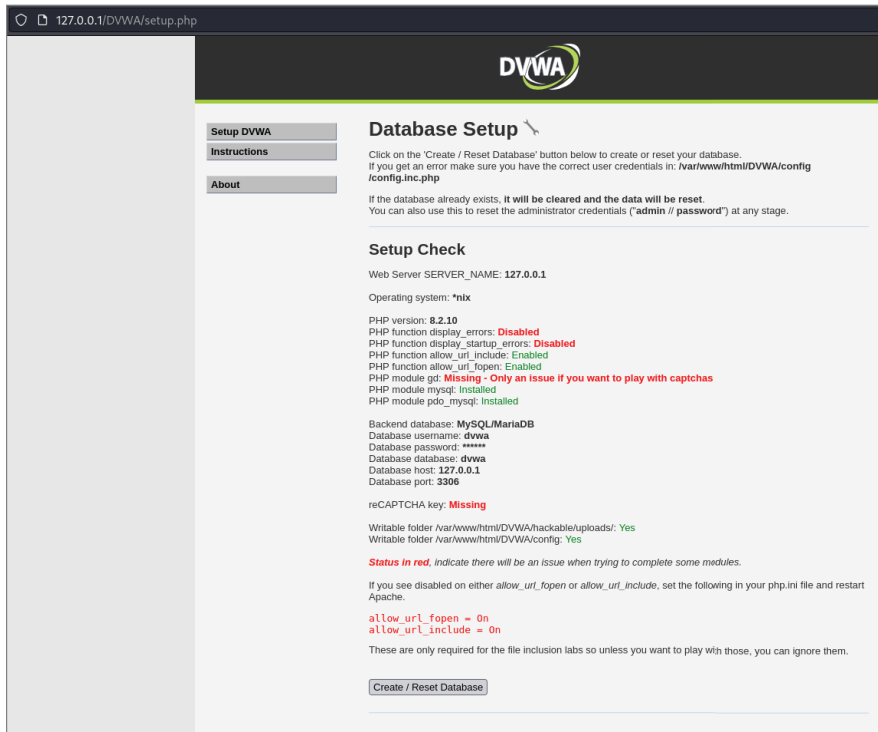 127.0.0.1/DVWA/setup.php
DVWA
Setup DVWA
Instructions
About
Database Setup
Click on the 'Create / Reset Database' button below to create or reset your database.
If you get an error make sure you have the correct user credentials in: /var/www/html/DVWA/config
/config.inc.php
If the database already exists, it will be cleared and the data will be reset.
You can also use this to reset the administrator credentials ("admin // password") at any stage.
Setup Check
Web Server SERVER_NAME: 127.0.0.1
Operating system: *nix
PHP version: 8.2.10
PHP function display_errors: Disabled
PHP function display_startup_errors: Disabled
PHP function allow_url_include: Enabled
PHP function allow_url_fopen: Enabled
PHP module gd: Missing - Only an issue if you want to play with captchas
PHP module mysql: Installed
PHP module pdo_mysql: Installed
Backend database: MySQL/MariaDB
Database username: dvwa
Database password: ******
Database database: dvwa
Database host: 127.0.0.1
Database port: 3306
reCAPTCHA key: Missing
Writable folder /var/www/html/DVWA/hackable/uploads/: Yes
Writable folder /var/www/html/DVWA/config: Yes
Status in red, indicate there will be an issue when trying to complete some modules.
If you see disabled on either allow_url_fopen or allow_url_include, set the following in your php.ini file and restart
Apache.
allow_url_fopen = On
allow_url_include = On
These are only required for the file inclusion labs so unless you want to play with those, you can ignore them.
Create / Reset Database